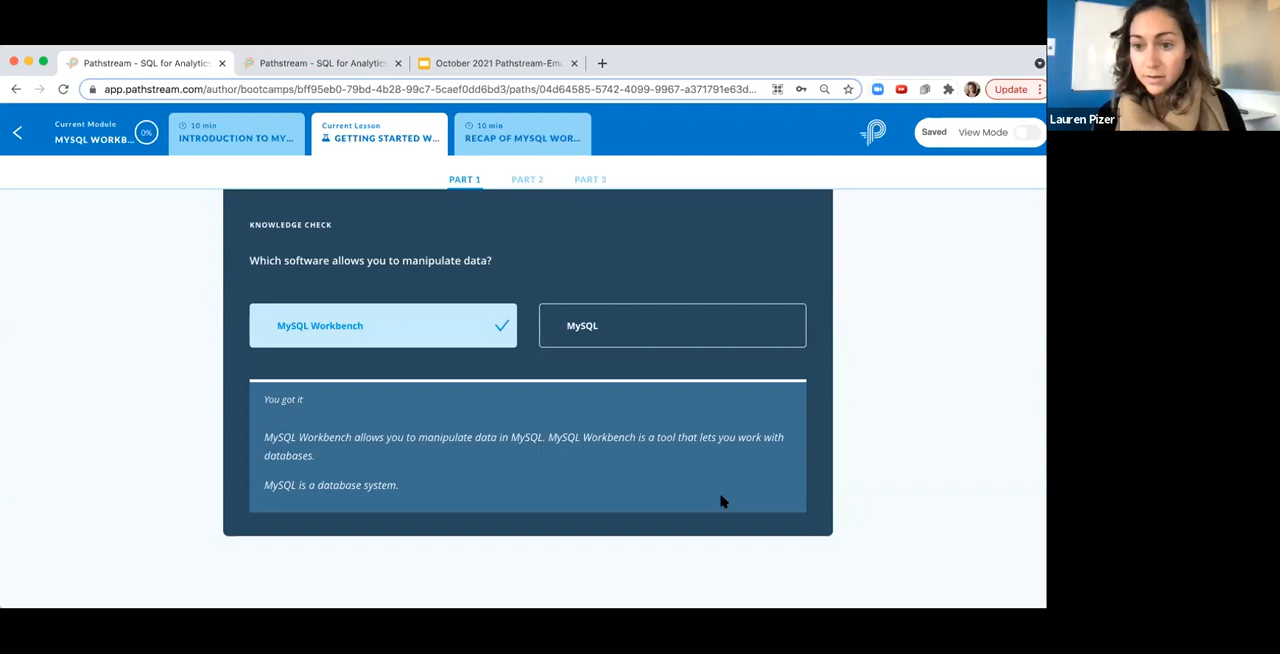 Pathstream - SQL for Analytics
Pathstream - SQL for Analytics
October 2021 Pathstream-Em
app.pathstream.com/author/bootcamps/bff95eb0-79bd-4b28-99c7-5caef0dd6bd3/paths/04d64585-5742-4099-9967-a371791e63d...
Update
Lauren Pizer
Current Module
MYSQL WORKB...
0%
10 min
INTRODUCTION TO MY...
Current Lesson
GETTING STARTED W...
10 min
RECAP OF MYSQL WOR...
Saved
View Mode
PART 1
PART 2
PART 3
KNOWLEDGE CHECK
Which software allows you to manipulate data?
MySQL Workbench
MySQL
You got it
MySQL Workbench allows you to manipulate data in MySQL. MySQL Workbench is a tool that lets you work with
databases.
MySQL is a database system.